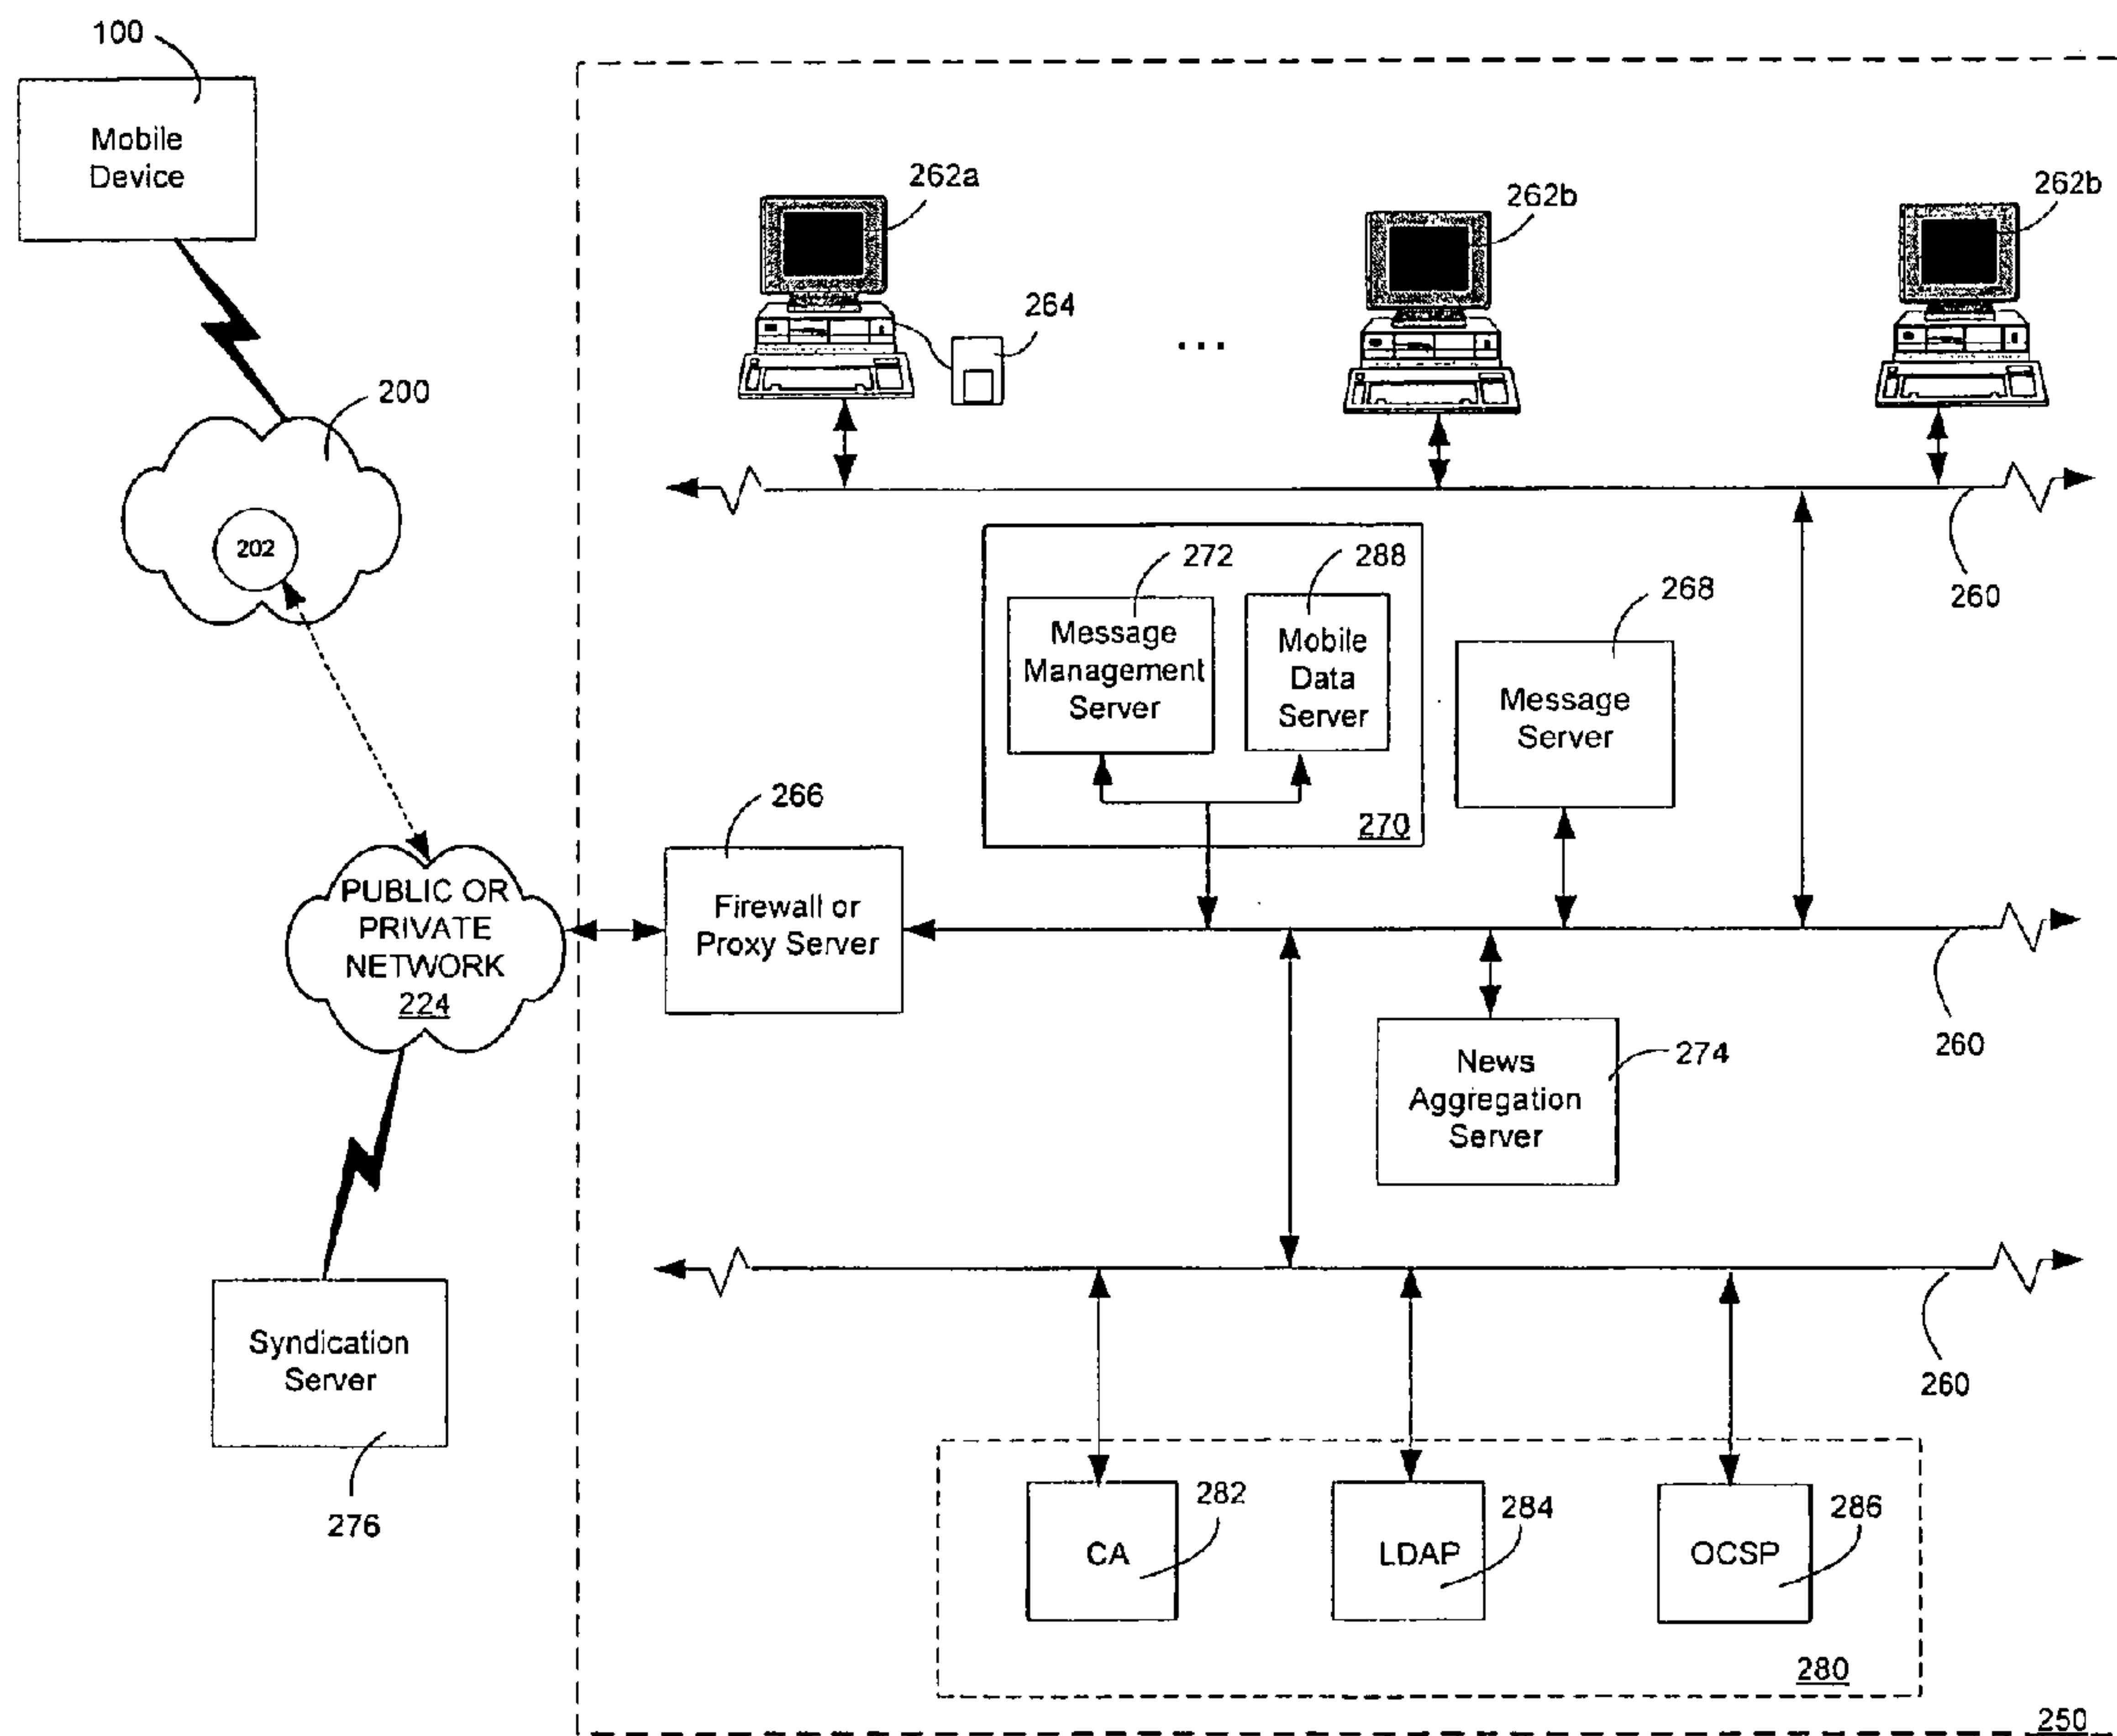 100
Mobile
Device
262a
262b
262b
264
...
200
202
260
272
288
268
Message
Management
Server
Mobile
Data
Server
Message
Server
270
266
PUBLIC OR
PRIVATE
NETWORK
224
Firewall or
Proxy Server
260
News
Aggregation
Server
274
Syndication
Server
276
260
CA
282
LDAP
284
OCSP
286
280
250